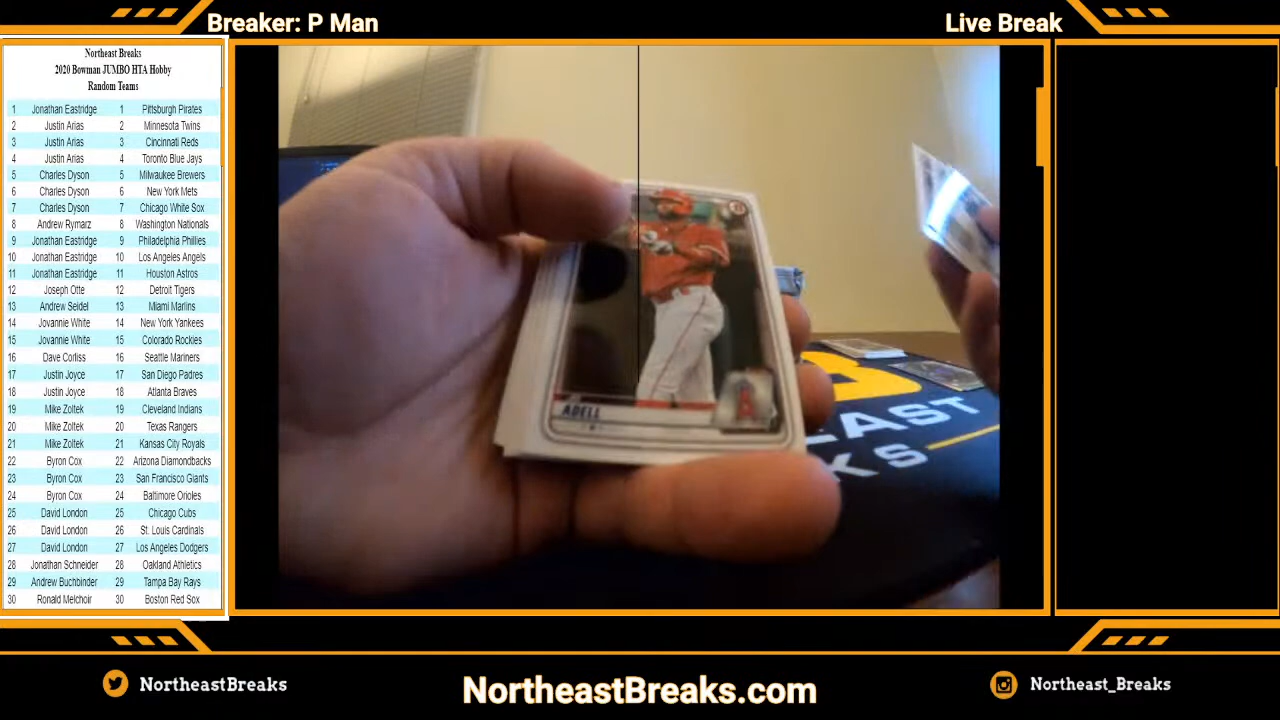 Breaker: P Man
Live Break
Northeast Breaks
2020 Bowman JUMBO HTA Hobby
Random Teams
1 Jonathan Eastridge 1 Pittsburgh Pirates
2 Justin Arias 2 Minnesota Twins
3 Justin Arias 3 Cincinnati Reds
4 Justin Arias 4 Toronto Blue Jays
5 Charles Dyson 5 Milwaukee Brewers
6 Charles Dyson 6 New York Mets
7 Charles Dyson 7 Chicago White Sox
8 Andrew Rymarz 8 Washington Nationals
9 Jonathan Eastridge 9 Philadelphia Phillies
10 Jonathan Eastridge 10 Los Angeles Angels
11 Jonathan Eastridge 11 Houston Astros
12 Joseph Otte 12 Detroit Tigers
13 Andrew Seidel 13 Miami Marlins
14 Jovannie White 14 New York Yankees
15 Jovannie White 15 Colorado Rockies
16 Dave Corliss 16 Seattle Mariners
17 Justin Joyce 17 San Diego Padres
18 Justin Joyce 18 Atlanta Braves
19 Mike Zoltek 19 Cleveland Indians
20 Mike Zoltek 20 Texas Rangers
21 Mike Zoltek 21 Kansas City Royals
22 Byron Cox 22 Arizona Diamondbacks
23 Byron Cox 23 San Francisco Giants
24 Byron Cox 24 Baltimore Orioles
25 David London 25 Chicago Cubs
26 David London 26 St. Louis Cardinals
27 David London 27 Los Angeles Dodgers
28 Jonathan Schneider 28 Oakland Athletics
29 Andrew Buchbinder 29 Tampa Bay Rays
30 Ronald Melchoir 30 Boston Red Sox
ADELL
A
B
EAST
KS
NortheastBreaks
NortheastBreaks.com
Northeast_Breaks